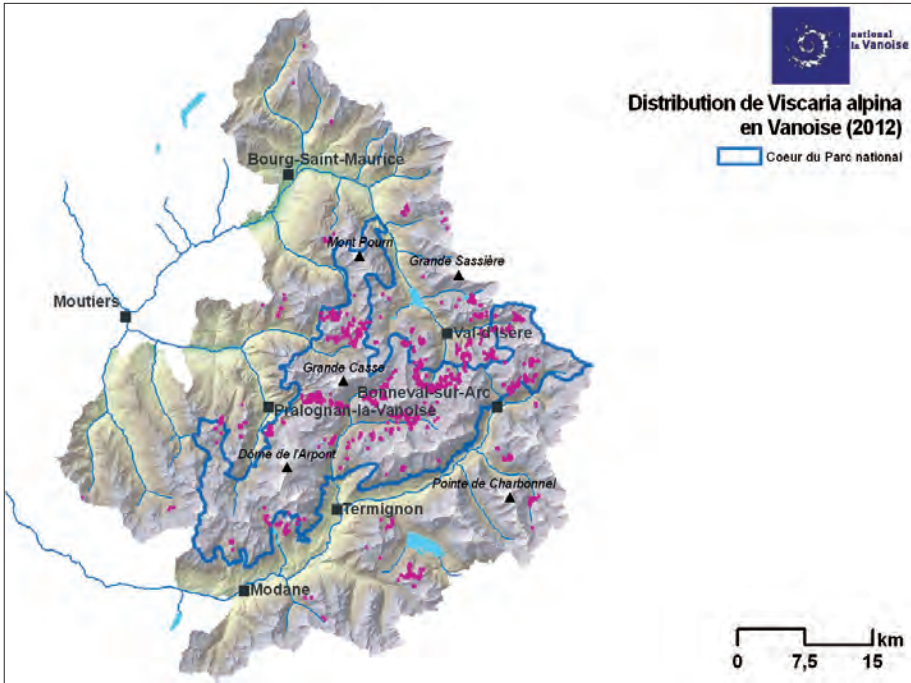 national
la Vanoise
Distribution de Viscaria alpina
en Vanoise (2012)
Coeur du Parc national
Bourg-Saint-Maurice
Mont Pourri
Grande Sassière
Moutiers
Val-d'Isère
Grande Casse
Bonneval-sur-Arc
Pralognan-la-Vanoise
Dôme de l'Arpont
Pointe de Charbonnel
Termignon
Modane
km
0 7,5 15